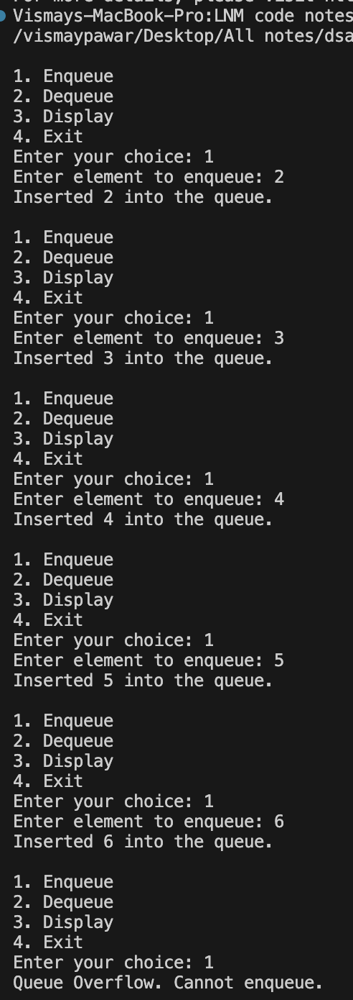 Vismays-MacBook-Pro:LNM code notes
/vismaypawar/Desktop/All notes/dsa
1. Enqueue
2. Dequeue
3. Display
4. Exit
Enter your choice: 1
Enter element to enqueue: 2
Inserted 2 into the queue.
1. Enqueue
2. Dequeue
3. Display
4. Exit
Enter your choice: 1
Enter element to enqueue: 3
Inserted 3 into the queue.
1. Enqueue
2. Dequeue
3. Display
4. Exit
Enter your choice: 1
Enter element to enqueue: 4
Inserted 4 into the queue.
1. Enqueue
2. Dequeue
3. Display
4. Exit
Enter your choice: 1
Enter element to enqueue: 5
Inserted 5 into the queue.
1. Enqueue
2. Dequeue
3. Display
4. Exit
Enter your choice: 1
Enter element to enqueue: 6
Inserted 6 into the queue.
1. Enqueue
2. Dequeue
3. Display
4. Exit
Enter your choice: 1
Queue Overflow. Cannot enqueue.